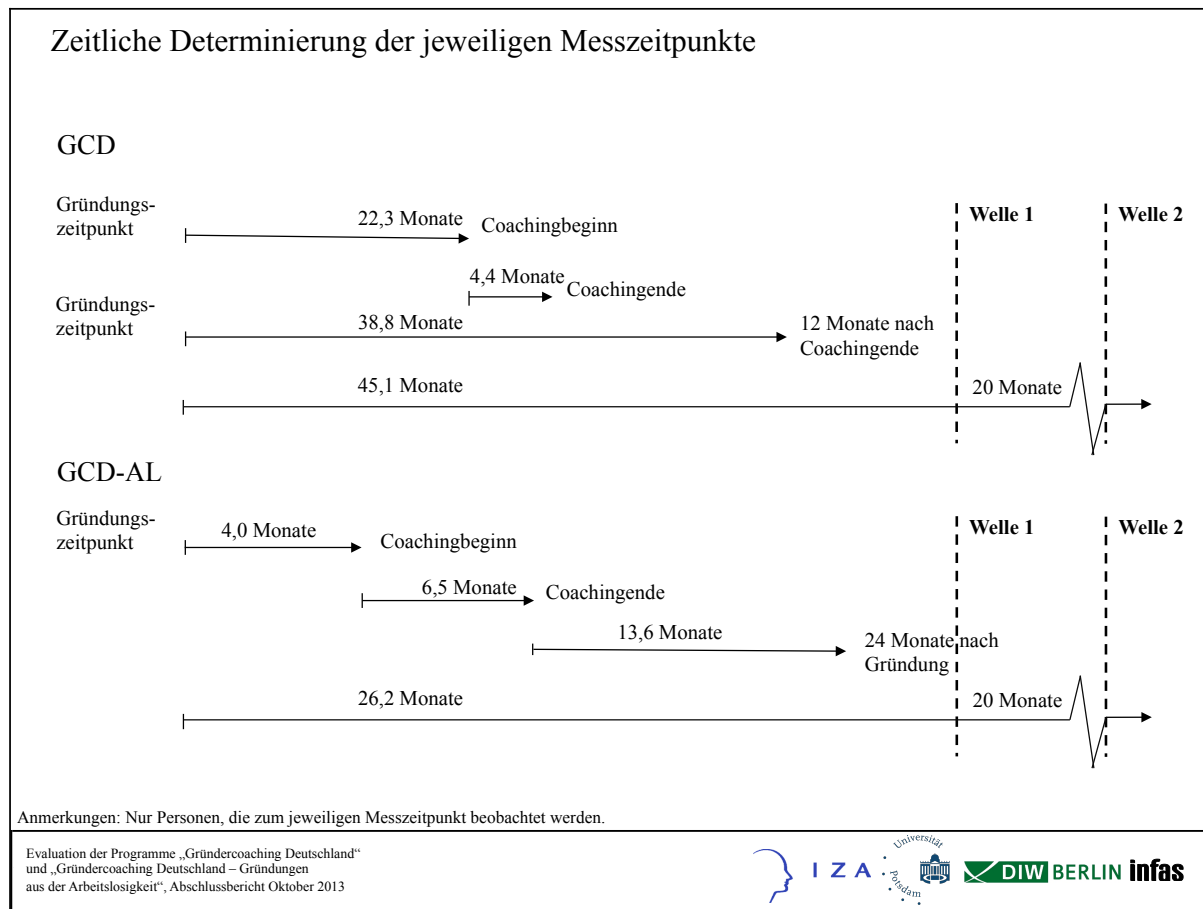 Zeitliche Determinierung der jeweiligen Messzeitpunkte
GCD
Gründungs-
zeitpunkt
22,3 Monate
Coachingbeginn
Welle 1
Welle 2
4,4 Monate
Coachingende
Gründungs-
zeitpunkt
38,8 Monate
12 Monate nach
Coachingende
45,1 Monate
20 Monate
GCD-AL
Gründungs-
zeitpunkt
4,0 Monate
Coachingbeginn
Welle 1
Welle 2
6,5 Monate
Coachingende
13,6 Monate
24 Monate nach
Gründung
26,2 Monate
20 Monate
Anmerkungen: Nur Personen, die zum jeweiligen Messzeitpunkt beobachtet werden.
Evaluation der Programme „Gründercoaching Deutschland“
und „Gründercoaching Deutschland – Gründungen
aus der Arbeitslosigkeit“, Abschlussbericht Oktober 2013
I Z A
Universität
Potsdam
DIW BERLIN
infas